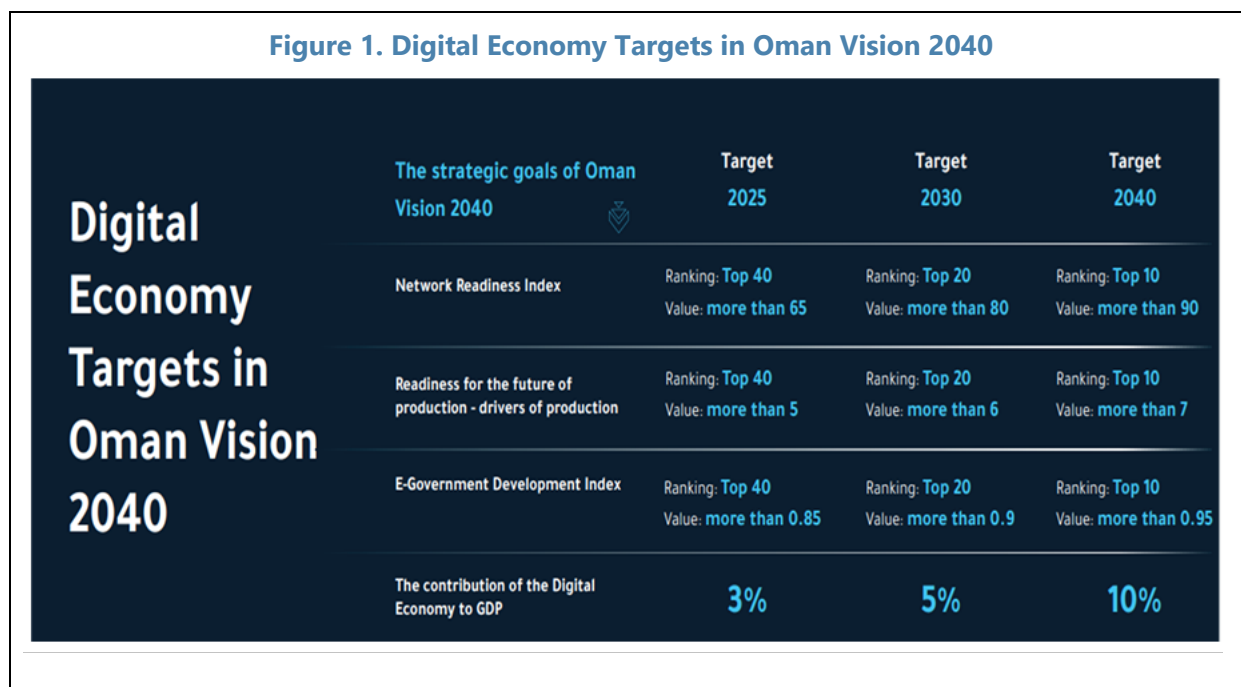 Figure 1. Digital Economy Targets in Oman Vision 2040
Digital
Economy
Targets in
Oman Vision
2040
The strategic goals of Oman
Vision 2040
Target
2025
Target
2030
Target
2040
Network Readiness Index
Ranking: Top 40
Value: more than 65
Ranking: Top 20
Value: more than 80
Ranking: Top 10
Value: more than 90
Readiness for the future of
production - drivers of production
Ranking: Top 40
Value: more than 5
Ranking: Top 20
Value: more than 6
Ranking: Top 10
Value: more than 7
E-Government Development Index
Ranking: Top 40
Value: more than 0.85
Ranking: Top 20
Value: more than 0.9
Ranking: Top 10
Value: more than 0.95
The contribution of the Digital
Economy to GDP
3%
5%
10%